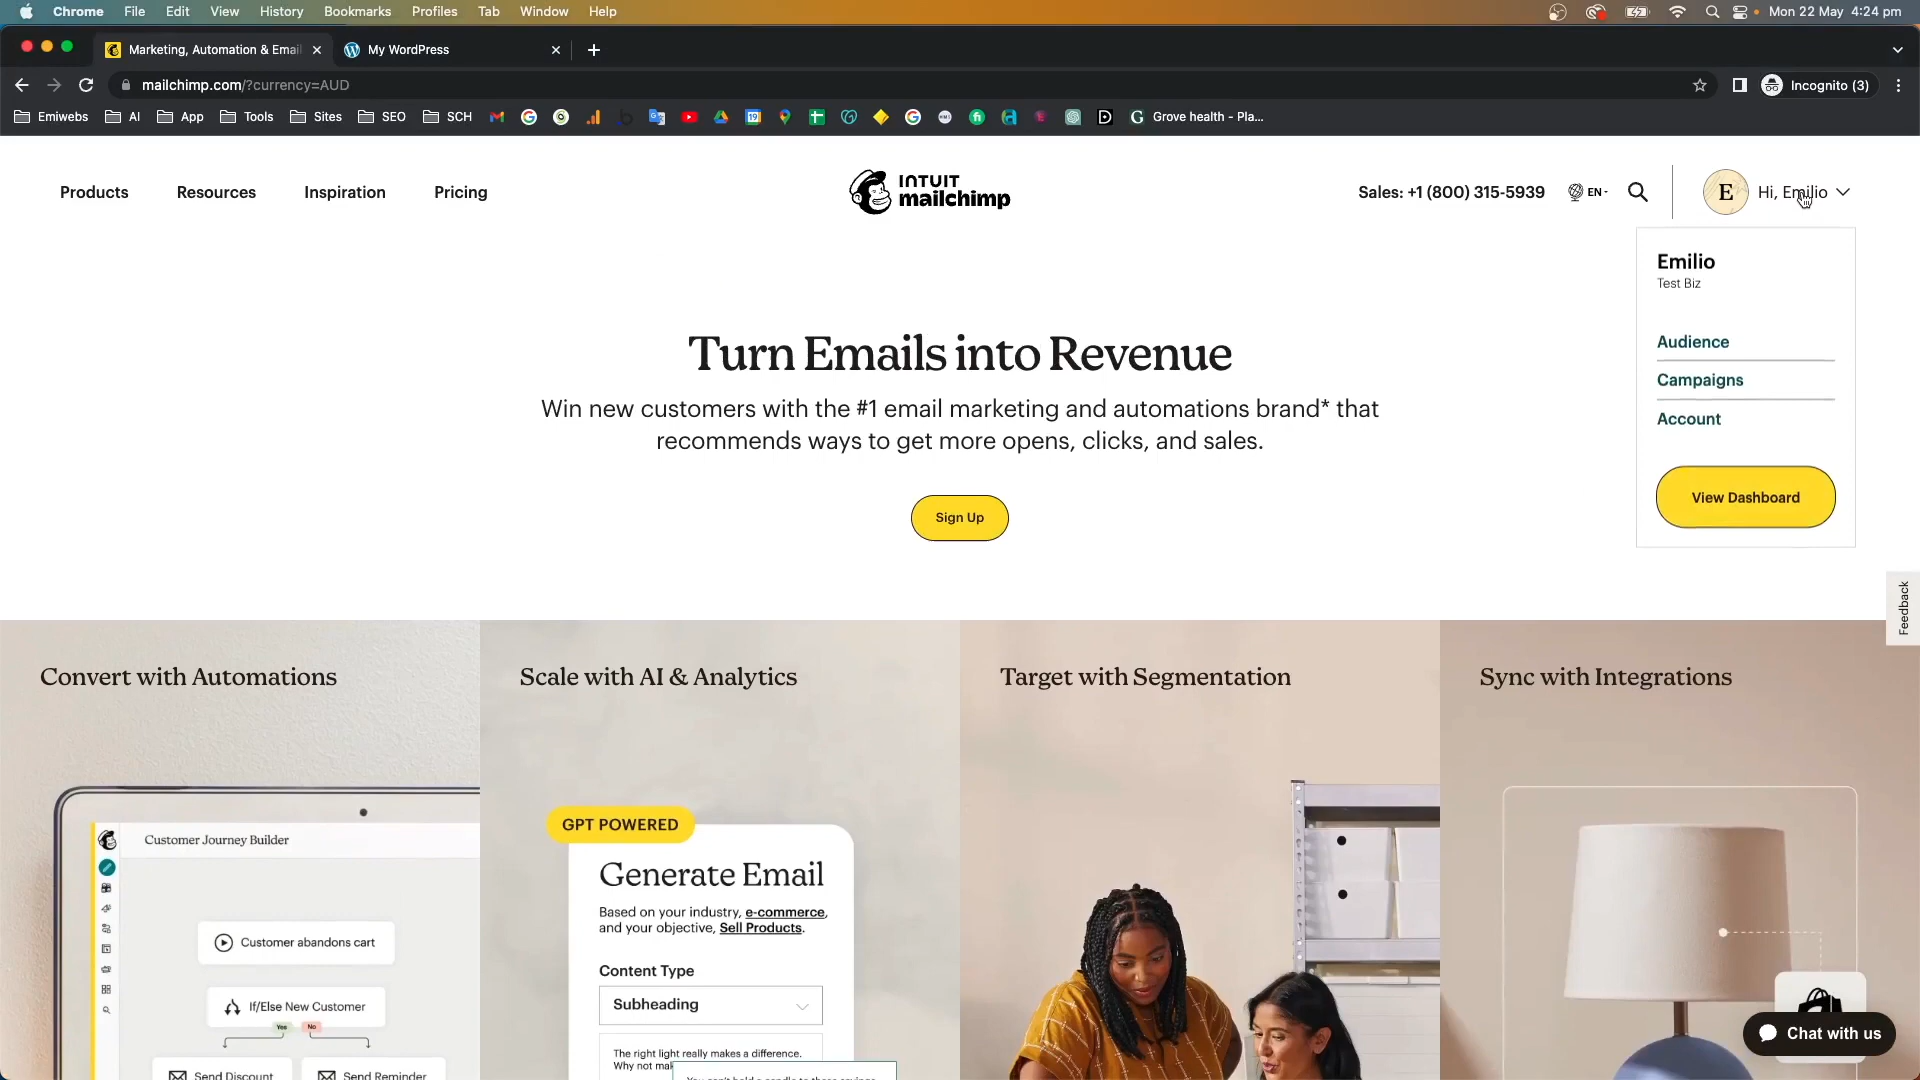 Chrome File Edit View History Bookmarks Profiles Tab Window Help Mon 22 May 4:24 pm
Marketing, Automation & Email My WordPress
mailchimp.com/?currency=AUD Incognito (3)
Emiwebs AI App Tools Sites SEO SCH Grove health - Pla...
Products Resources Inspiration Pricing
INTUIT
mailchimp
Sales: +1 (800) 315-5939 EN E Hi, Emilio
Emilio
Test Biz
Audience
Campaigns
Account
View Dashboard
Turn Emails into Revenue
Win new customers with the #1 email marketing and automations brand* that
recommends ways to get more opens, clicks, and sales.
Sign Up
Feedback
Convert with Automations
Customer Journey Builder
Customer abandons cart
If/Else New Customer
Yes No
Send Discount Send Reminder
Scale with AI & Analytics
GPT POWERED
Generate Email
Based on your industry, e-commerce,
and your objective, Sell Products.
Content Type
Subheading
The right light really makes a difference.
Why not
Target with Segmentation
Sync with Integrations
Chat with us